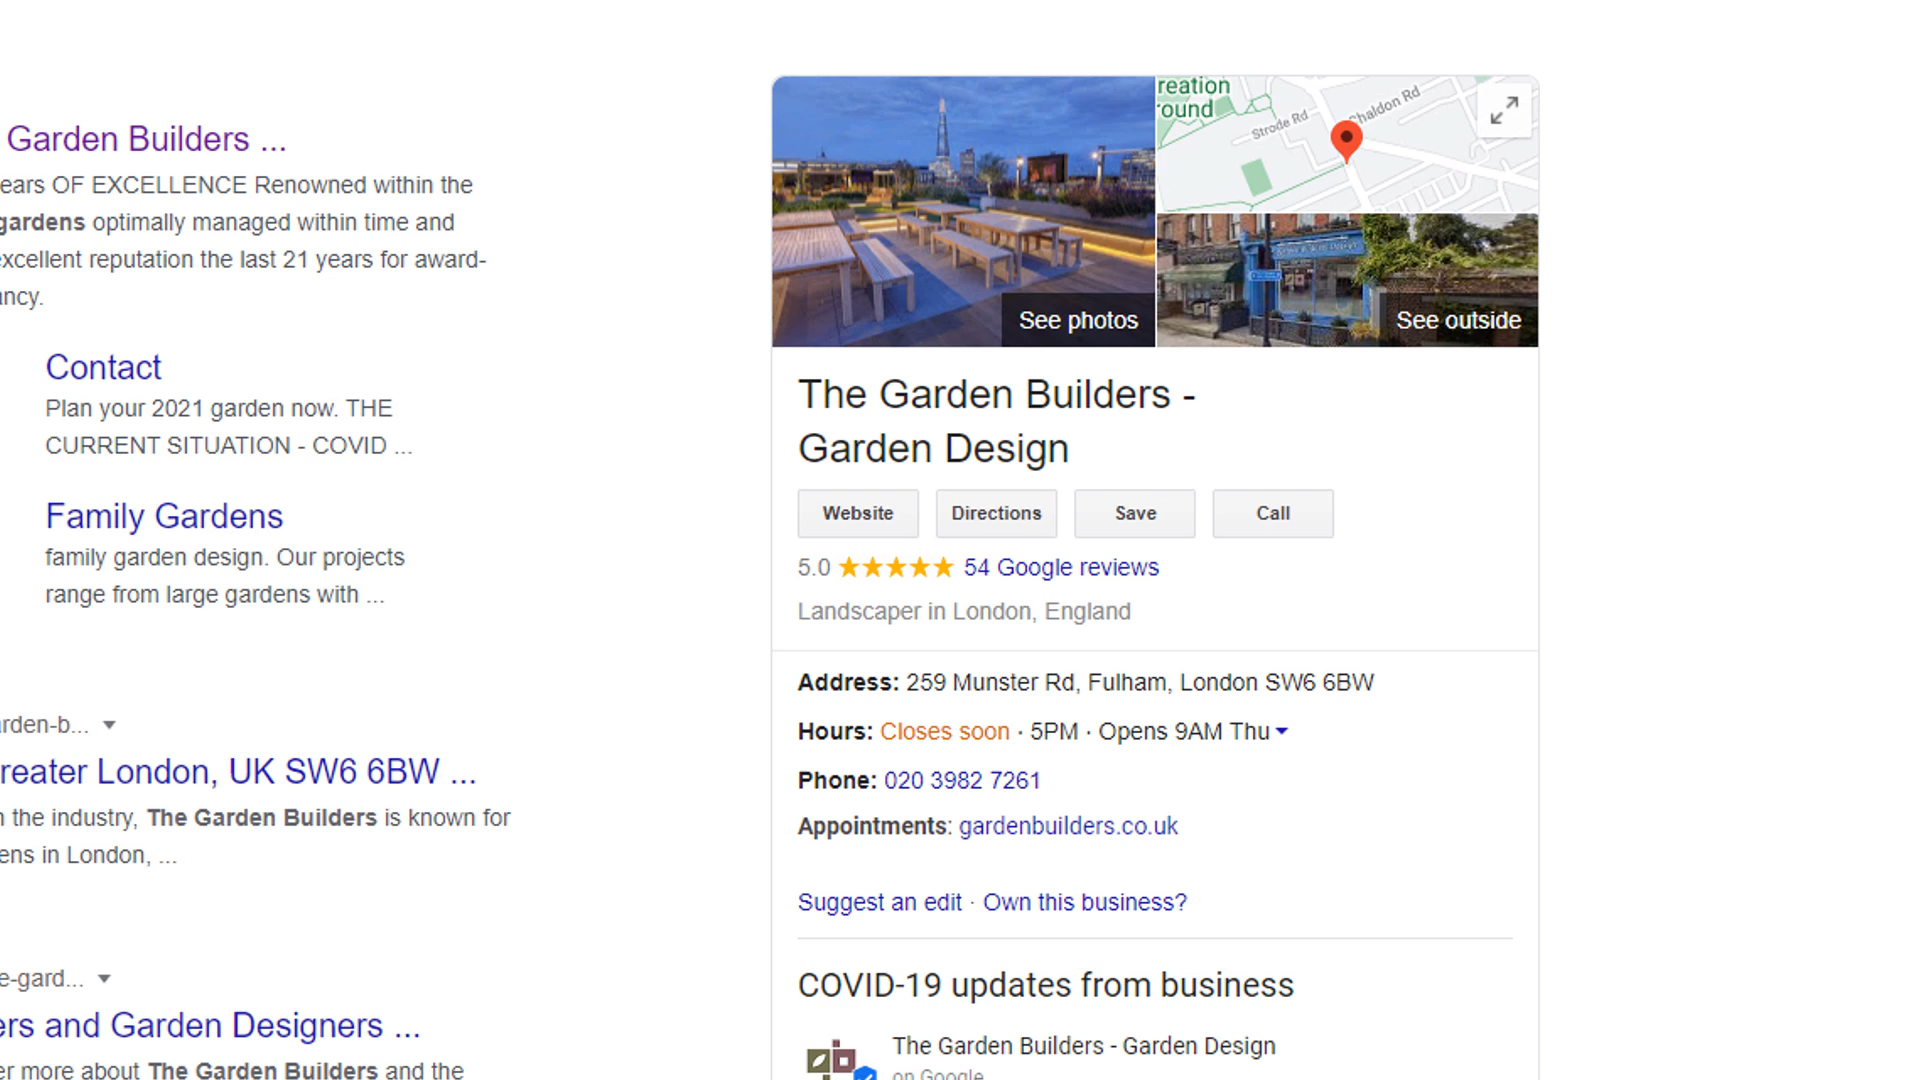 Garden Builders ...
ears OF EXCELLENCE Renowned within the
gardens optimally managed within time and
excellent reputation the last 21 years for award-
ancy.
Contact
Plan your 2021 garden now. THE
CURRENT SITUATION - COVID ...
Family Gardens
family garden design. Our projects
range from large gardens with ...
arden-b...
reater London, UK SW6 6BW ...
n the industry, The Garden Builders is known for
ens in London, ...
e-gard...
ers and Garden Designers ...
er more about The Garden Builders and the
reation
round
Strode Rd
Chaldon Rd
See photos
See outside
The Garden Builders -
Garden Design
Website Directions Save Call
5.0 ★★★★★ 54 Google reviews
Landscaper in London, England
Address: 259 Munster Rd, Fulham, London SW6 6BW
Hours: Closes soon · 5PM · Opens 9AM Thu
Phone: 020 3982 7261
Appointments: gardenbuilders.co.uk
Suggest an edit · Own this business?
COVID-19 updates from business
The Garden Builders - Garden Design
on Google